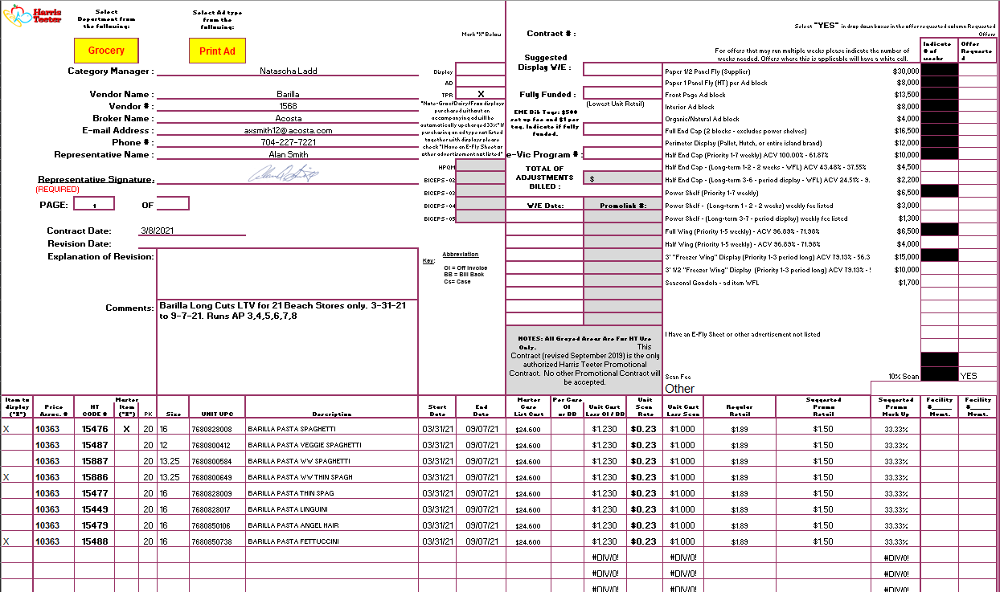 Harris
Teeter
Select
Department from
the following:
Select Ad type
from the
following:
Grocery
Print Ad
Mark "X" Below
Category Manager :
Natascha Ladd
Display
AD
TPR
X
Vendor Name :
Barilla
Vendor # :
1568
Broker Name :
Acosta
E-mail Address :
axsmith12@acosta.com
Phone # :
704-227-7221
Representative Name :
Alan Smith
"Note-Groc/Dairy/Froz displays
purchased without an
accompanying ad will be
automatically upcharged 33%" If
purchasing an ad type not listed
together with displays please
check "I Have an E-Fly Sheet or
other advertisement not listed"
Representative Signature:
(REQUIRED)
HPQM
BICEPS - 02
BICEPS - 03
BICEPS - 04
BICEPS - 05
PAGE:
1
OF
Contract Date:
3/8/2021
Revision Date:
Explanation of Revision:
Key:
Abbreviation
OI = Off Invoice
BB = Bill Back
Cs= Case
Comments:
Barilla Long Cuts LTV for 21 Beach Stores only. 3-31-21
to 9-7-21. Runs AP 3,4,5,6,7,8
Contract # :
Suggested
Display W/E :
Fully Funded :
(Lowest Unit Retail)
EME Bib Tags: $500
set up fee and $1 per
tag. Indicate if fully
funded.
e-Vic Program # :
TOTAL OF
ADJUSTMENTS
BILLED :
$
W/E Date:
Promolink #:
NOTES: All Greyed Areas Are For HT Use
Only. This
Contract (revised September 2019) is the only
authorized Harris Teeter Promotional
Contract. No other Promotional Contract will
be accepted.
Select "YES" in drop down boxes in the offer requested column Requested
Offers
For offers that may run multiple weeks please indicate the number of
weeks needed. Offers where this is applicable will have a white cell.
Indicate
# of
weeks
Offer
Requeste
d
Paper 1/2 Panel Fly (Supplier) $30,000
Paper 1 Panel Fly (HT) per Ad block $8,000
Front Page Ad block $13,500
Interior Ad block $8,000
Organic/Natural Ad block $4,000
Full End Cap (2 blocks - excludes power shelves) $16,500
Perimeter Display (Pallet, Hutch, or entire island brand) $12,000
Half End Cap (Priority 1-7 weekly) ACV 100.00% - 61.87% $10,000
Half End Cap - (Long-term 1-2 - 2 weeks - WFL) ACV 43.48% - 37.55% $4,500
Half End Cap - (Long-term 3-6 - period display - WFL) ACV 24.51% - 9. $2,200
Power Shelf (Priority 1-7 weekly) $6,500
Power Shelf - (Long-term 1 - 2 - 2 weeks) weekly fee listed $3,000
Power Shelf - (Long-term 3-7 - period display) weekly fee listed $1,300
Full Wing (Priority 1-5 weekly) - ACV 96.89% - 71.98% $6,500
Half Wing (Priority 1-5 weekly) - ACV 96.89% - 71.98% $4,000
3' "Freezer Wing" Display (Priority 1-3 period long) ACV 79.13% - 56.3 $15,000
3' 1/2 "Freezer Wing" Display (Priority 1-3 period long) ACV 79.13% - $10,000
Seasonal Gondola - ad item WFL $1,700
I Have an E-Fly Sheet or other advertisement not listed
Scan Fee 10% Scan YES
Other
Item to
display
("X")
Price
Assoc. #
HT
CODE #
Master
Item
("X")
PK
Size
UNIT UPC
Description
Start
Date
End
Date
Master
Case
List Cost
Per Case
OI
or BB
Unit Cost
Less OI / BB
Unit
Scan
Rate
Unit Cost
Less Scan
Regular
Retail
Suggested
Promo
Retail
Suggested
Promo
Mark Up
Facility
#_____
Mvmt.
Facility
#_____
Mvmt.
X 10363 15476 X 20 16 7680828008 BARILLA PASTA SPAGHETTI 03/31/21 09/07/21 $24.600 $1.230 $0.23 $1.000 $1.89 $1.50 33.33%
10363 15487 20 12 7680800412 BARILLA PASTA VEGGIE SPAGHETTI 03/31/21 09/07/21 $24.600 $1.230 $0.23 $1.000 $1.89 $1.50 33.33%
10363 15887 20 13.25 7680800584 BARILLA PASTA WW SPAGHETTI 03/31/21 09/07/21 $24.600 $1.230 $0.23 $1.000 $1.89 $1.50 33.33%
X 10363 15886 20 13.25 7680800649 BARILLA PASTA WW THIN SPAGH 03/31/21 09/07/21 $24.600 $1.230 $0.23 $1.000 $1.89 $1.50 33.33%
10363 15477 20 16 7680828009 BARILLA PASTA THIN SPAG 03/31/21 09/07/21 $24.600 $1.230 $0.23 $1.000 $1.89 $1.50 33.33%
10363 15449 20 16 7680828017 BARILLA PASTA LINGUINI 03/31/21 09/07/21 $24.600 $1.230 $0.23 $1.000 $1.89 $1.50 33.33%
10363 15479 20 16 7680850106 BARILLA PASTA ANGEL HAIR 03/31/21 09/07/21 $24.600 $1.230 $0.23 $1.000 $1.89 $1.50 33.33%
X 10363 15488 20 16 7680850738 BARILLA PASTA FETTUCCINI 03/31/21 09/07/21 $24.600 $1.230 $0.23 $1.000 $1.89 $1.50 33.33%
#DIV/0! #DIV/0! #DIV/0!
#DIV/0! #DIV/0! #DIV/0!
#DIV/0! #DIV/0! #DIV/0!